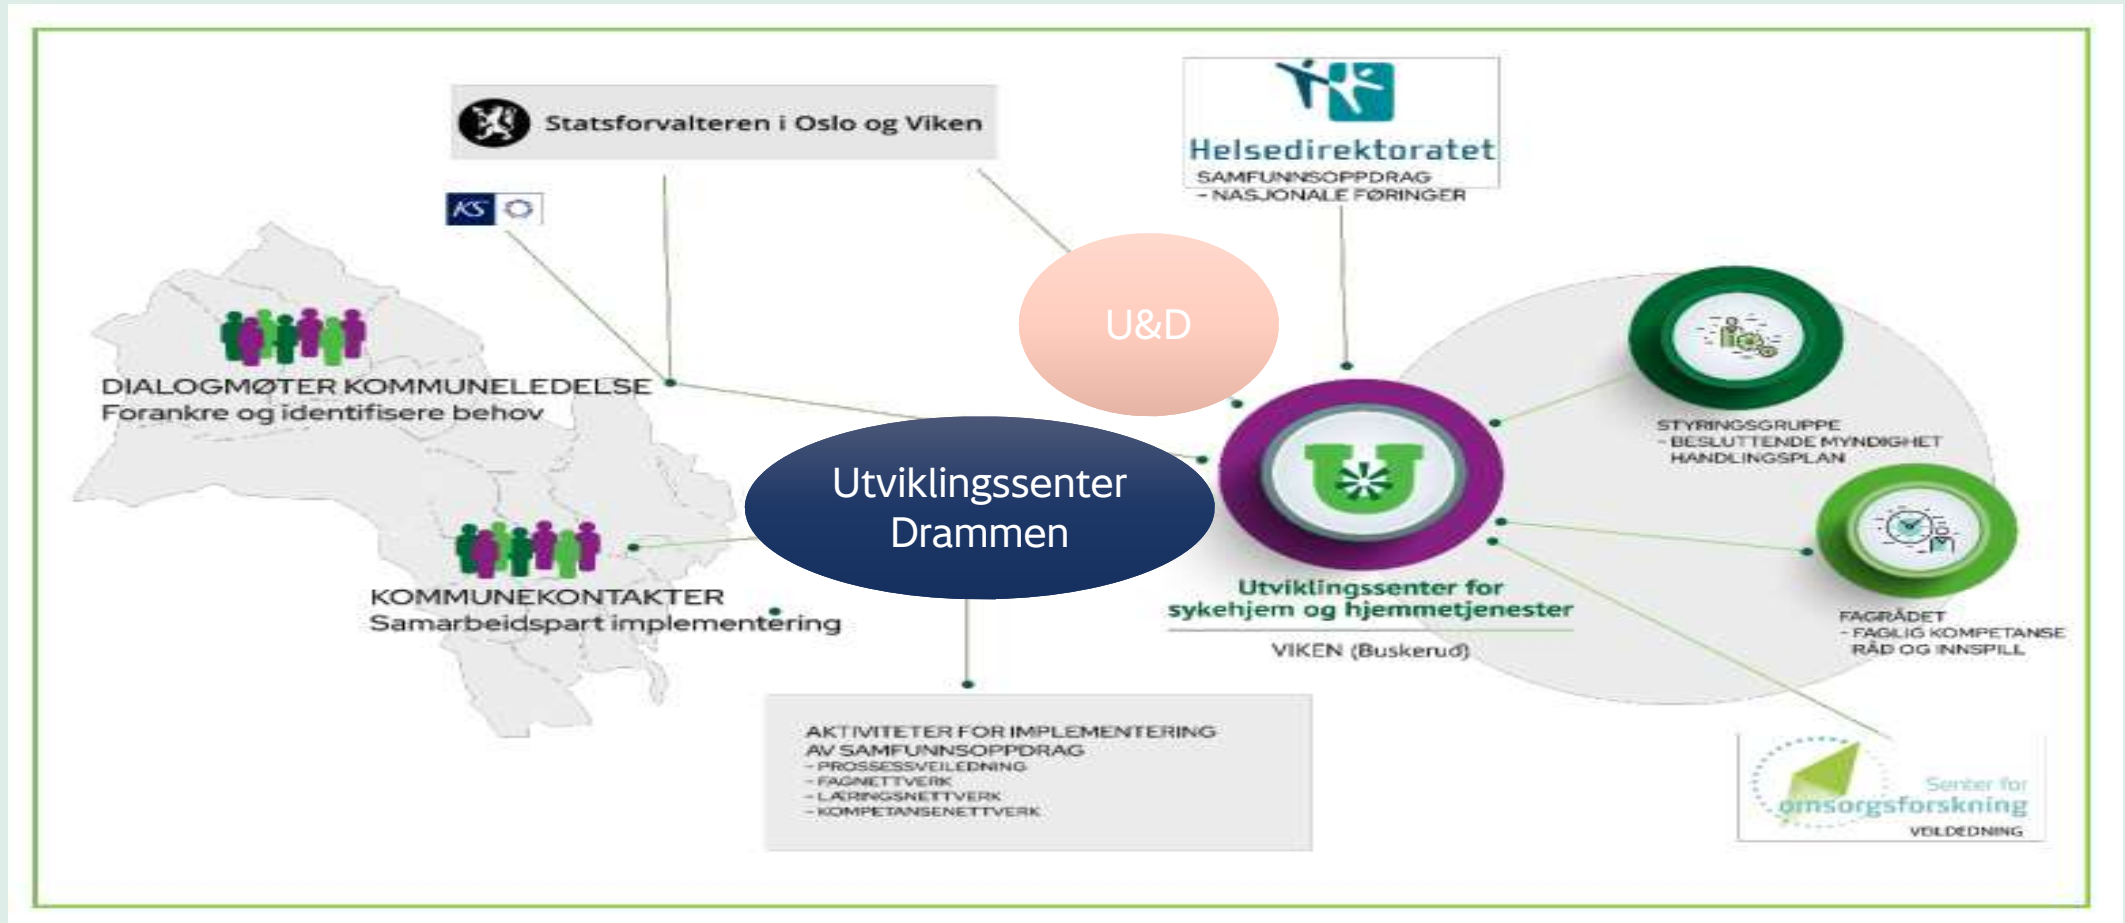 Statsforvalteren i Oslo og Viken
KS
Helsedirektoratet
SAMFUNNSOPPDRAG
- NASJONALE FØRINGER
U&D
DIALOGMØTER KOMMUNELEDELSE
Forankre og identifisere behov
Utviklingssenter
Drammen
KOMMUNEKONTAKTER
Samarbeidspart implementering
Utviklingssenter for
sykehjem og hjemmetjenester
VIKEN (Buskerud)
STYRINGSGRUPPE
- BESLUTTENDE MYNDIGHET
HANDLINGSPLAN
FAGRÅDET
- FAGLIG KOMPETANSE
RÅD OG INNSPILL
AKTIVITETER FOR IMPLEMENTERING
AV SAMFUNNSOPPDRAG
- PROSSESSVEILEDNING
- FAGNETTVERK
- LÆRINGSNETTVERK
- KOMPETANSENETTVERK
Senter for
omsorgsforskning